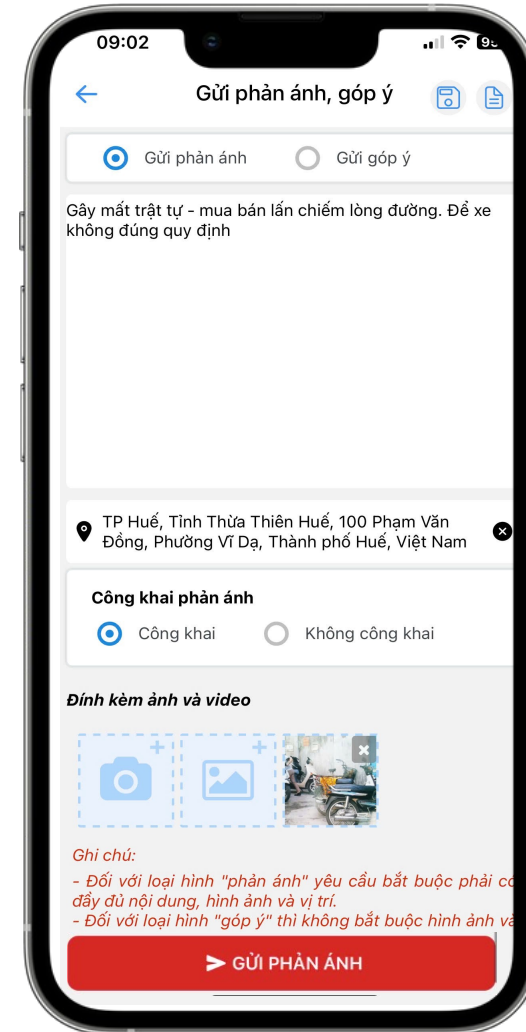 09:02
Gửi phản ánh, góp ý
Gửi phản ánh
Gửi góp ý
Gây mất trật tự - mua bán lấn chiếm lòng đường. Để xe
không đúng quy định
TP Huế, Tỉnh Thừa Thiên Huế, 100 Phạm Văn
Đồng, Phường Vĩ Dạ, Thành phố Huế, Việt Nam
Công khai phản ánh
Công khai
Không công khai
Đính kèm ảnh và video
Ghi chú:
- Đối với loại hình "phản ánh" yêu cầu bắt buộc phải có
đầy đủ nội dung, hình ảnh và vị trí.
- Đối với loại hình "góp ý" thì không bắt buộc hình ảnh và
GỬI PHẢN ÁNH